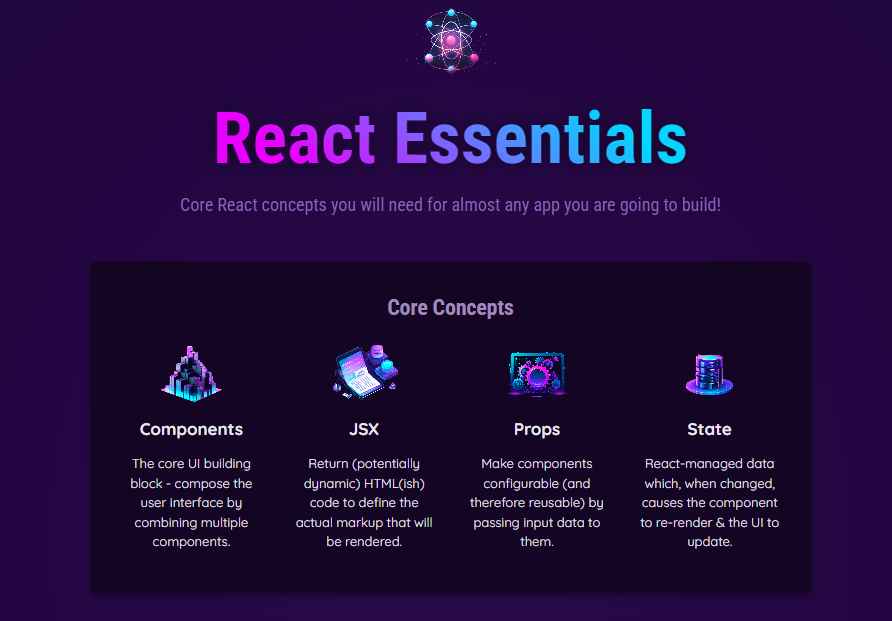 React Essentials
Core React concepts you will need for almost any app you are going to build!
Core Concepts
Components
The core UI building
block - compose the
user interface by
combining multiple
components.
JSX
Return (potentially
dynamic) HTML(ish)
code to define the
actual markup that will
be rendered.
Props
Make components
configurable (and
therefore reusable) by
passing input data to
them.
State
React-managed data
which, when changed,
causes the component
to re-render & the UI to
update.